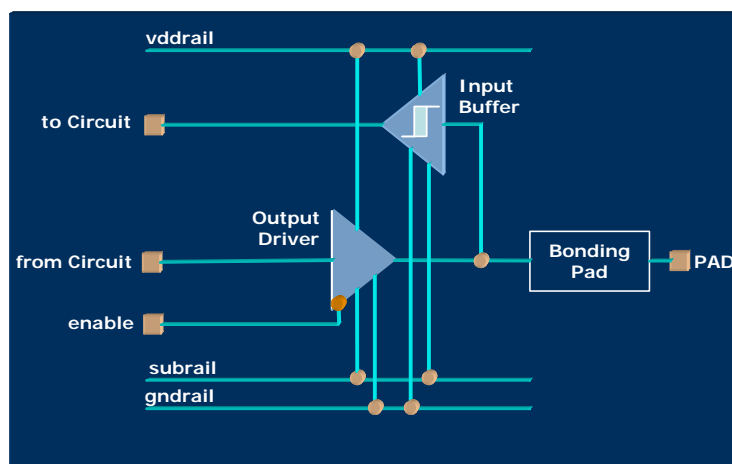 vddrail
Input
Buffer
to Circuit
Output
Driver
from Circuit
Bonding
Pad
PAD
enable
subrail
gndrail